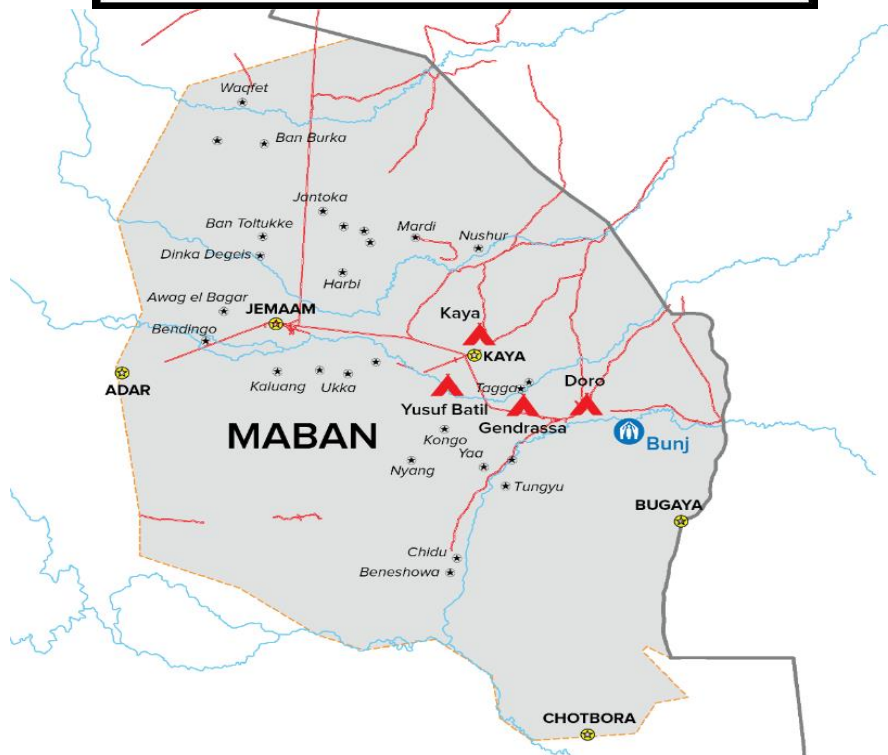 Waqfet
Ban Burka
Jantoka
Ban Toltukke
Mardi
Nushur
Dinka Degeis
Harbi
Awag el Bagar
JEMAAM
Kaya
Bendingo
KAYA
ADAR
Kaluang
Ukka
Tagga
Doro
Yusuf Batil
Gendrassa
MABAN
Kongo
Bunj
Yaa
Nyang
Tungyu
BUGAYA
Chidu
Beneshowa
CHOTBORA